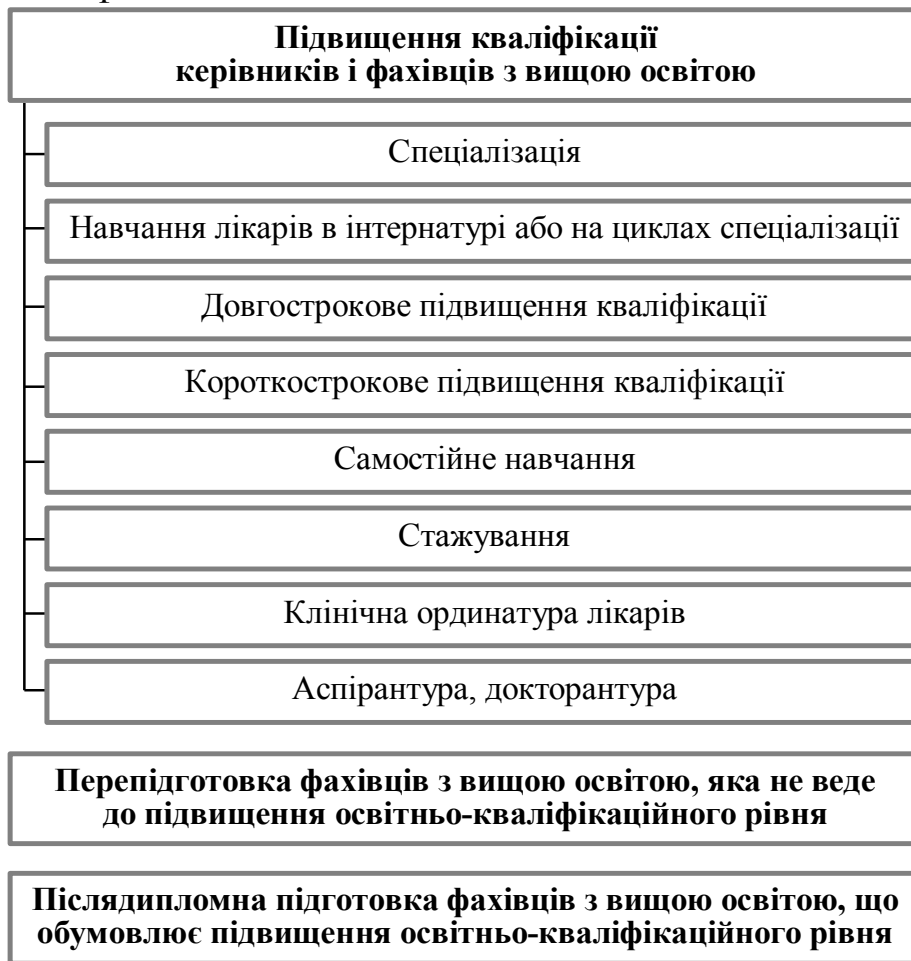 Підвищення кваліфікації
керівників і фахівців з вищою освітою
Спеціалізація
Навчання лікарів в інтернатурі або на циклах спеціалізації
Довгострокове підвищення кваліфікації
Короткострокове підвищення кваліфікації
Самостійне навчання
Стажування
Клінічна ординатура лікарів
Аспірантура, докторантура
Перепідготовка фахівців з вищою освітою, яка не веде
до підвищення освітньо-кваліфікаційного рівня
Післядипломна підготовка фахівців з вищою освітою, що
обумовлює підвищення освітньо-кваліфікаційного рівня